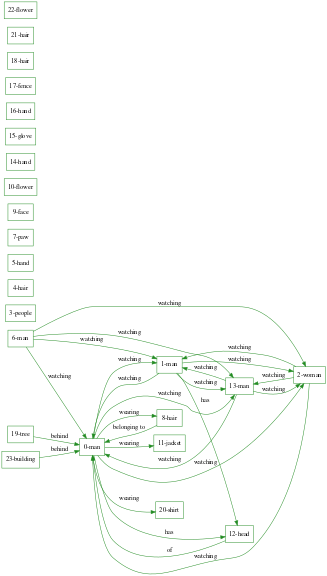 22-flower
21-hair
18-hair
17-fence
16-hand
15-glove
14-hand
10-flower
9-face
7-paw
5-hand
4-hair
3-people
watching
6-man
watching
watching
watching
watching
1-man
watching
watching
watching
2-woman
watching
watching
watching
13-man
watching
watching
watching
has
wearing
8-hair
belonging to
19-tree
behind
0-man
wearing
11-jacket
behind
23-building
watching
watching
wearing
20-shirt
has
12-head
of
watching